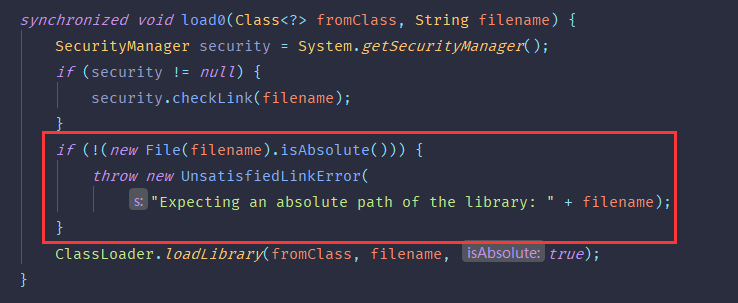 synchronized void load0(Class<?> fromClass, String filename) {
SecurityManager security = System.getSecurityManager();
if (security != null) {
security.checkLink(filename);
}
if (!(new File(filename).isAbsolute())) {
throw new UnsatisfiedLinkError(
s: "Expecting an absolute path of the library: " + filename);
}
ClassLoader.loadLibrary(fromClass, filename, isAbsolute: true);
}